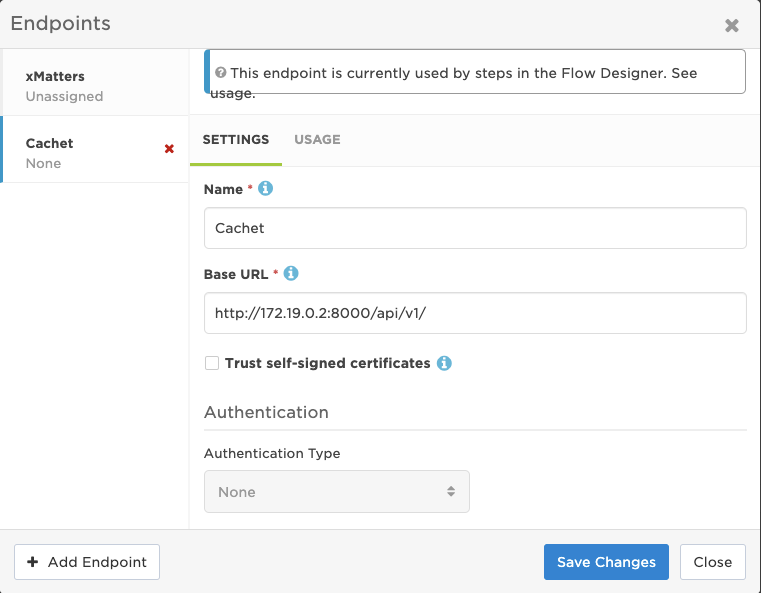 Endpoints
xMatters
Unassigned
Cachet
None
This endpoint is currently used by steps in the Flow Designer. See
usage.
SETTINGS USAGE
Name *
Cachet
Base URL *
http://172.19.0.2:8000/api/v1/
Trust self-signed certificates
Authentication
Authentication Type
None
+ Add Endpoint
Save Changes
Close